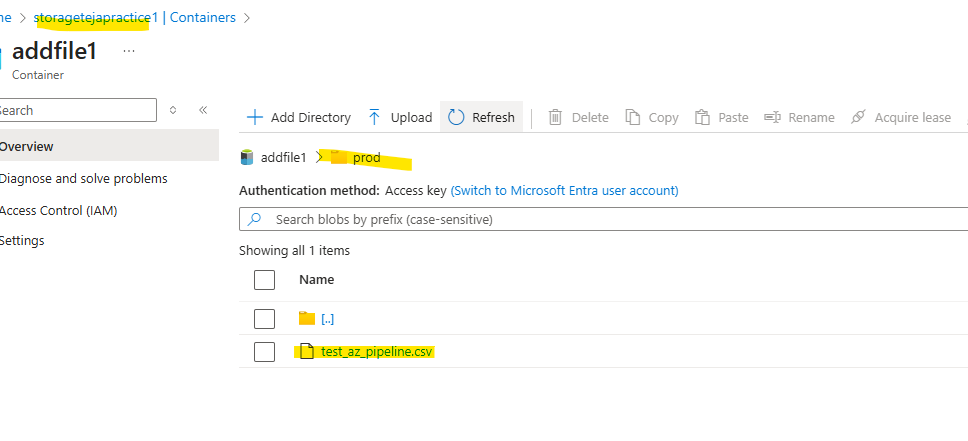 ne > storagetejapractice1 | Containers >
addfile1 ...
Container
earch
Overview
Diagnose and solve problems
Access Control (IAM)
Settings
+ Add Directory Upload Refresh Delete Copy Paste Rename Acquire lease
addfile1 > prod
Authentication method: Access key (Switch to Microsoft Entra user account)
Search blobs by prefix (case-sensitive)
Showing all 1 items
Name
[..]
test_az_pipeline.csv